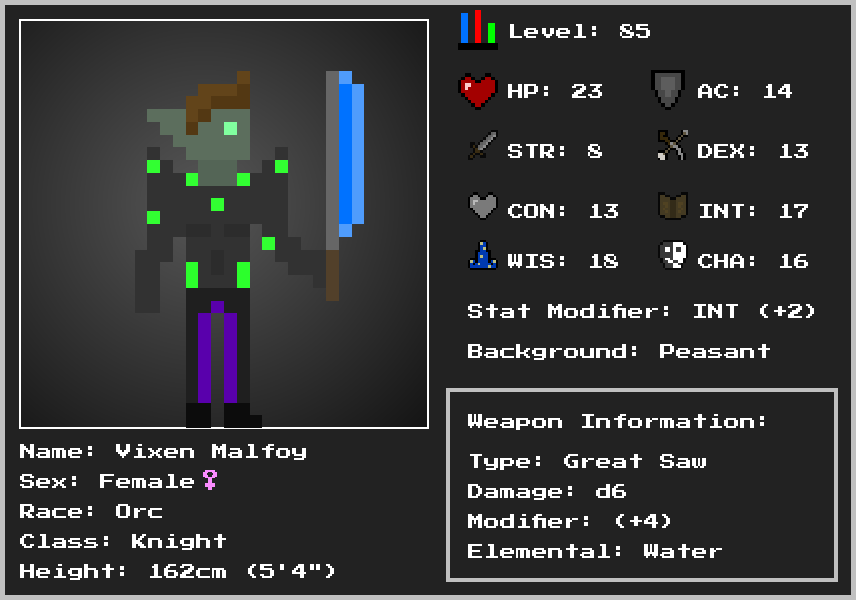 Level: 85
HP: 23
AC: 14
STR: 8
DEX: 13
CON: 13
INT: 17
WIS: 18
CHA: 16
Stat Modifier: INT (+2)
Background: Peasant
Weapon Information:
Type: Great Saw
Damage: d6
Modifier: (+4)
Elemental: Water
Name: Vixen Malfoy
Sex: Female♀
Race: Orc
Class: Knight
Height: 162cm (5'4")